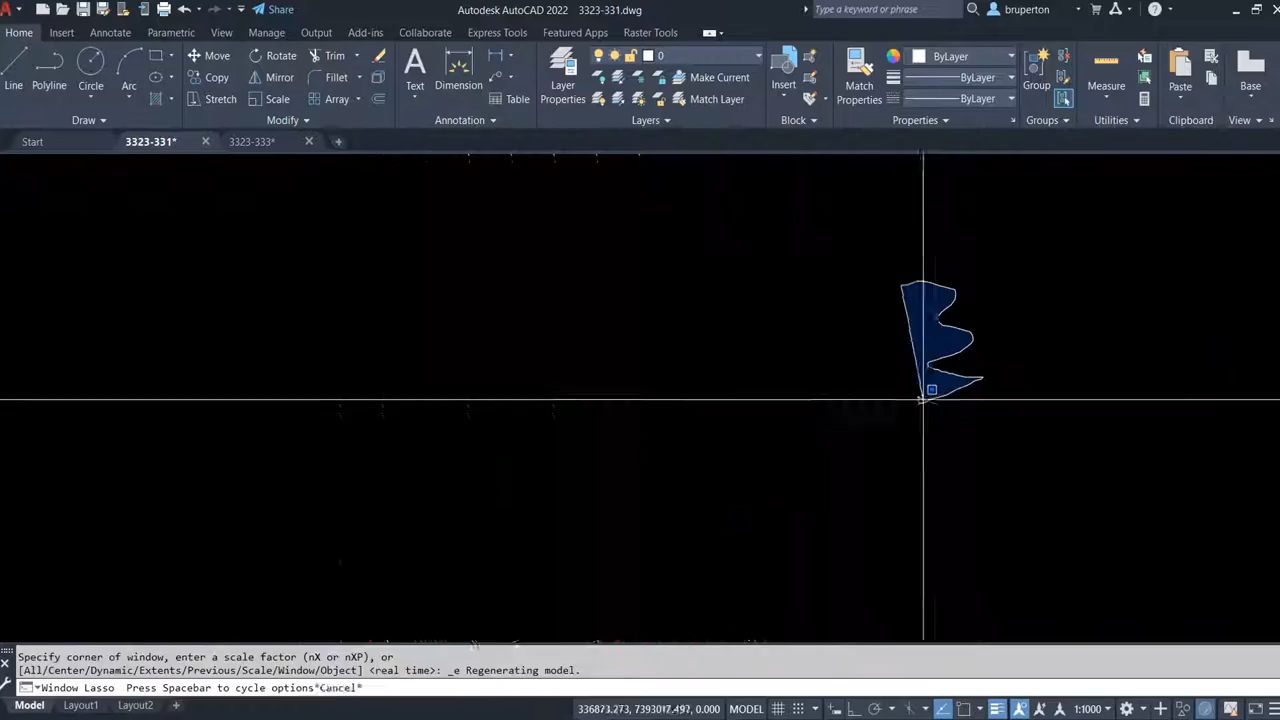 Share
Autodesk AutoCAD 2022 3323-331.dwg
Type a keyword or phrase
bruperton
Home Insert Annotate Parametric View Manage Output Add-ins Collaborate Express Tools Featured Apps Raster Tools
Line Polyline Circle Arc
Move Rotate Trim
Copy Mirror Fillet
Stretch Scale Array
Text Dimension Table
Layer Properties
0
Make Current
Match Layer
Insert
Match Properties
ByLayer
ByLayer
ByLayer
Group
Measure
Paste
Base
Draw Modify Annotation Layers Block Properties Groups Utilities Clipboard View
Start 3323-331* 3323-333*
Specify corner of window, enter a scale factor (nX or nXP), or
[All/Center/Dynamic/Extents/Previous/Scale/Window/Object] <real time>: _e Regenerating model.
Window Lasso Press Spacebar to cycle options*Cancel*
Model Layout1 Layout2
336873.273, 7393017.497, 0.000 MODEL 1:1000